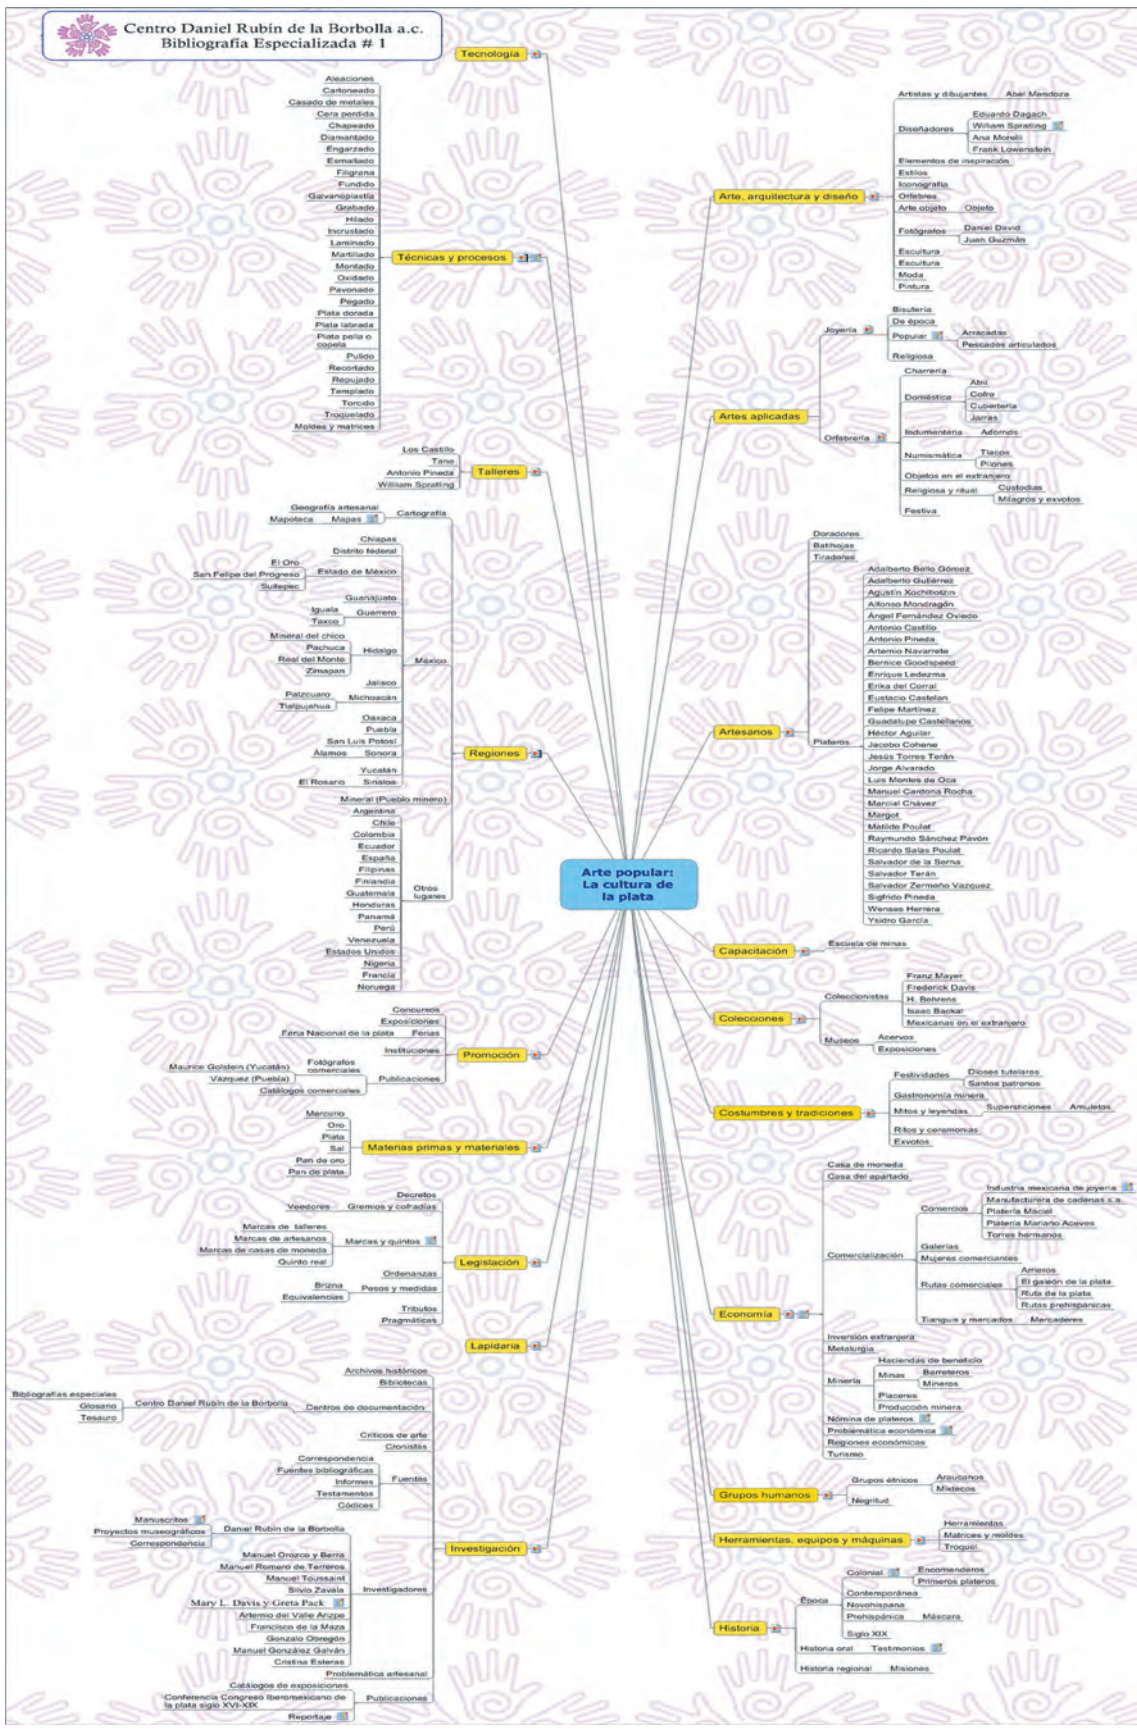 Centro Daniel Rubín de la Borbolla a.c.
Bibliografía Especializada # 1
Tecnología
Aleaciones
Cartoneado
Casado de metales
Cera perdida
Chapeado
Diamantado
Engarzado
Esmaltado
Filigrana
Fundido
Galvanoplastía
Grabado
Hilado
Incrustado
Laminado
Martillado
Montado
Oxidado
Pavonado
Pegado
Plata dorada
Plata labrada
Plata pella o
copela
Pulido
Recortado
Repujado
Templado
Torcido
Troquelado
Moldes y matrices
Técnicas y procesos
Los Castillo
Tane
Antonio Pineda
William Spratling
Talleres
Geografía artesanal
Mapoteca Mapas
Cartografía
Chiapas
Distrito federal
El Oro
San Felipe del Progreso
Sultepec
Estado de México
Guanajuato
Iguala
Taxco
Guerrero
Mineral del chico
Pachuca
Real del Monte
Zimapan
Hidalgo
México
Jalisco
Patzcuaro
Tlalpujahua
Michoacán
Oaxaca
Puebla
San Luis Potosí
Álamos Sonora
Yucatán
El Rosario Sinaloa
Regiones
Mineral (Pueblo minero)
Argentina
Chile
Colombia
Ecuador
España
Filipinas
Finlandia
Guatemala
Honduras
Panamá
Perú
Venezuela
Estados Unidos
Nigeria
Francia
Noruega
Otros
lugares
Concursos
Exposiciones
Feria Nacional de la plata Ferias
Instituciones
Maurice Golstein (Yucatán)
Vázquez (Puebla)
Fotógrafos
comerciales
Catálogos comerciales
Publicaciones
Promoción
Mercurio
Oro
Plata
Sal
Pan de oro
Pan de plata
Materias primas y materiales
Decretos
Veedores Gremios y cofradías
Marcas de talleres
Marcas de artesanos
Marcas de casas de moneda
Quinto real
Marcas y quintos
Ordenanzas
Brizna
Equivalencias
Pesos y medidas
Tributos
Pragmáticas
Legislación
Lapidaria
Archivos históricos
Bibliotecas
Bibliografías especiales
Glosario
Tesauro
Centro Daniel Rubín de la Borbolla
Centros de documentación
Críticos de arte
Cronistas
Correspondencia
Fuentes bibliográficas
Informes
Testamentos
Códices
Fuentes
Manuscritos
Proyectos museográficos
Correspondencia
Daniel Rubín de la Borbolla
Investigación
Manuel Orozco y Berra
Manuel Romero de Terreros
Manuel Toussaint
Silvio Zavala
Mary L. Davis y Greta Pack
Artemio del Valle Arizpe
Francisco de la Maza
Gonzalo Obregón
Manuel González Galván
Cristina Esteras
Investigadores
Problemática artesanal
Catálogos de exposiciones
Conferencia Congreso Iberomexicano de
la plata siglo XVI-XIX
Reportaje
Publicaciones
Arte popular:
La cultura de
la plata
Arte, arquitectura y diseño
Artistas y dibujantes Abel Mendoza
Diseñadores
Eduardo Dagach
William Spratling
Ana Morelli
Frank Lowenstein
Elementos de inspiración
Estilos
Iconografía
Orfebres
Arte objeto Objeto
Fotógrafos
Daniel David
Juan Guzmán
Escultura
Escultura
Moda
Pintura
Artes aplicadas
Joyería
Bisutería
De época
Popular
Arracadas
Pescados articulados
Religiosa
Orfebrería
Charrería
Doméstica
Atril
Cofre
Cubertería
Jarras
Indumentaria Adornos
Numismática
Tlacos
Pilones
Objetos en el extranjero
Religiosa y ritual
Custodias
Milagros y exvotos
Festiva
Artesanos
Doradores
Batihojas
Tiradores
Plateros
Adalberto Bello Gómez
Adalberto Gutiérrez
Agustín Xochitiotzin
Alfonso Mondragón
Ángel Fernández Oviedo
Antonio Castillo
Antonio Pineda
Artemio Navarrete
Bernice Goodspeed
Enrique Ledezma
Erika del Corral
Eustacio Castelan
Felipe Martínez
Guadalupe Castellanos
Héctor Aguilar
Jacobo Cohene
Jesús Torres Terán
Jorge Alvarado
Luis Montes de Oca
Manuel Cardona Rocha
Marcial Chávez
Margot
Matilde Poulat
Raymundo Sánchez Pavón
Ricardo Salas Poulat
Salvador de la Serna
Salvador Terán
Salvador Zermeño Vazquez
Sigfrido Pineda
Wenses Herrera
Ysidro García
Capacitación
Escuela de minas
Colecciones
Coleccionistas
Franz Mayer
Frederick Davis
H. Behrens
Isaac Backal
Mexicanas en el extranjero
Museos
Acervos
Exposiciones
Costumbres y tradiciones
Festividades
Dioses tutelares
Santos patronos
Gastronomía minera
Mitos y leyendas Supersticiones Amuletos
Ritos y ceremonias
Exvotos
Economía
Casa de moneda
Casa del apartado
Comercialización
Comercios
Industria mexicana de joyería
Manufacturera de cadenas s.a.
Platería Maciel
Platería Mariano Aceves
Torres hermanos
Galerías
Mujeres comerciantes
Rutas comerciales
Arrieros
El galeón de la plata
Ruta de la plata
Rutas prehispánicas
Tianguis y mercados Mercaderes
Inversión extranjera
Metalurgia
Minería
Haciendas de beneficio
Minas
Barreteros
Mineros
Placeres
Producción minera
Nómina de plateros
Problemática económica
Regiones económicas
Turismo
Grupos humanos
Grupos étnicos
Araucanos
Mixtecos
Negritud
Herramientas, equipos y máquinas
Herramientas
Matrices y moldes
Troquel
Historia
Época
Colonial
Encomenderos
Primeros plateros
Contemporánea
Novohispana
Prehispánica Máscara
Siglo XIX
Historia oral Testimonios
Historia regional Misiones